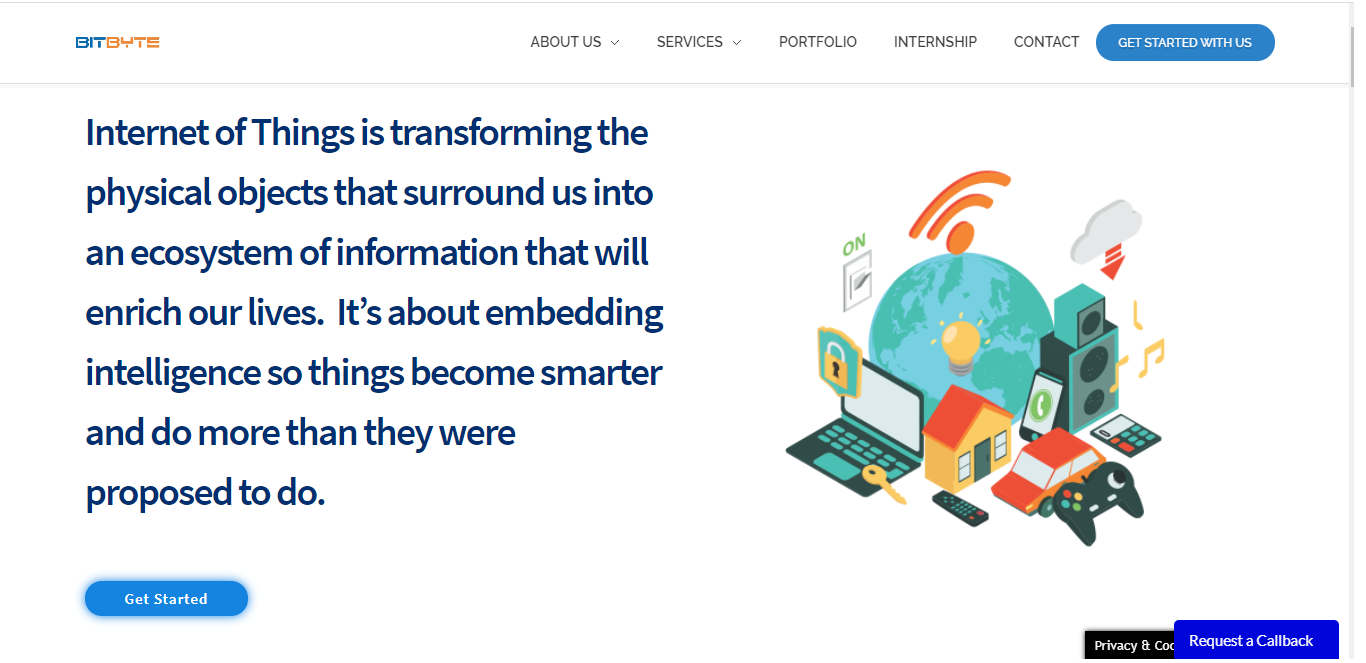 BITBYTE
ABOUT US
SERVICES
PORTFOLIO
INTERNSHIP
CONTACT
GET STARTED WITH US
Internet of Things is transforming the
physical objects that surround us into
an ecosystem of information that will
enrich our lives. It’s about embedding
intelligence so things become smarter
and do more than they were
proposed to do.
ON
Get Started
Privacy & Coo
Request a Callback